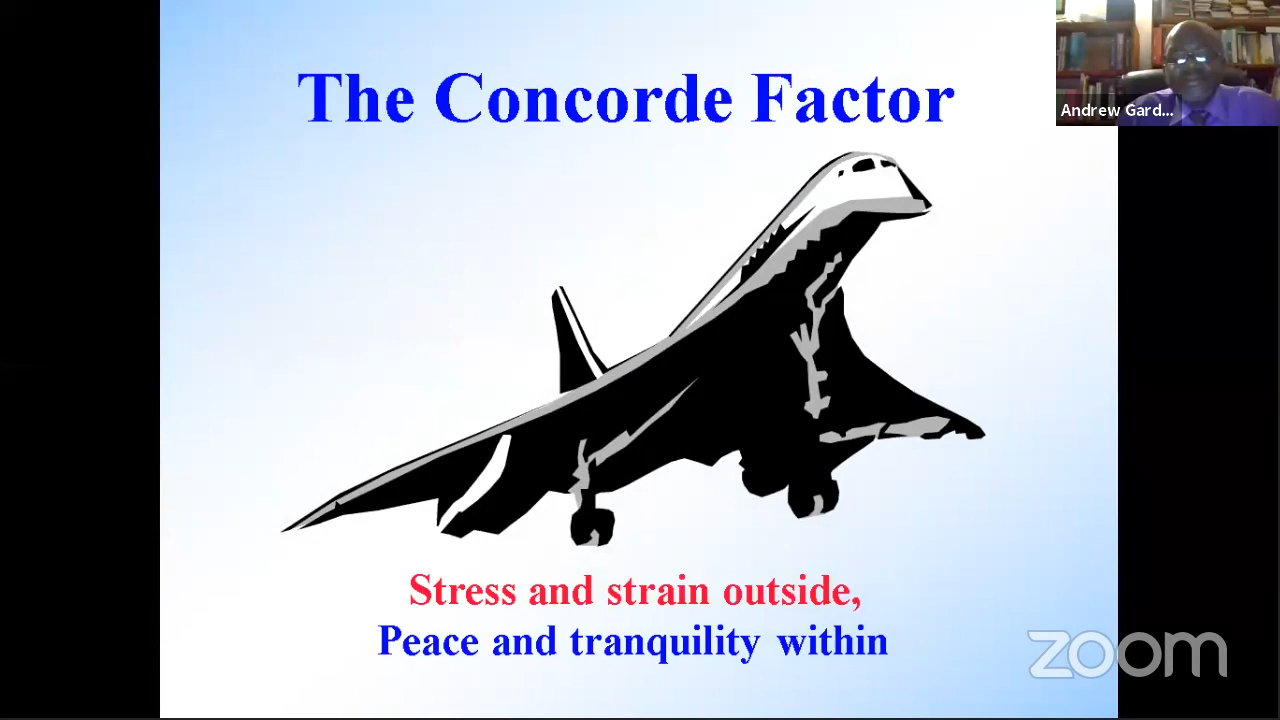 The Concorde Factor
Andrew Gard...
Stress and strain outside,
Peace and tranquility within
zoom